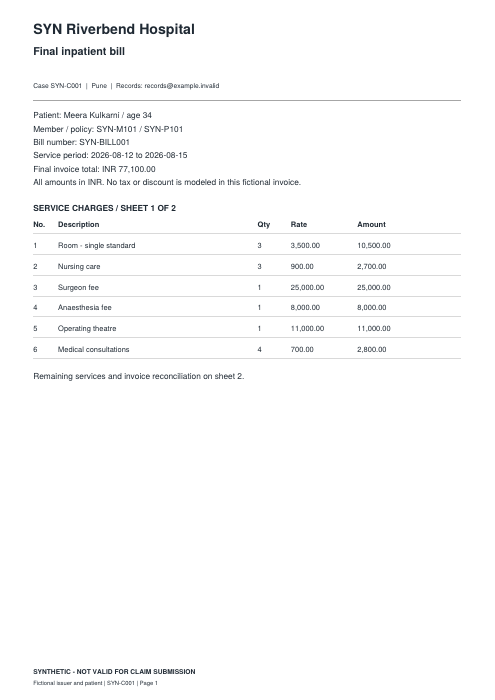 SYN Riverbend Hospital
Final inpatient bill
Case SYN-C001 | Pune | Records: records@example.invalid
Patient: Meera Kulkarni / age 34
Member / policy: SYN-M101 / SYN-P101
Bill number: SYN-BILL001
Service period: 2026-08-12 to 2026-08-15
Final invoice total: INR 77,100.00
All amounts in INR. No tax or discount is modeled in this fictional invoice.
SERVICE CHARGES / SHEET 1 OF 2
No. Description Qty Rate Amount
1 Room - single standard 3 3,500.00 10,500.00
2 Nursing care 3 900.00 2,700.00
3 Surgeon fee 1 25,000.00 25,000.00
4 Anaesthesia fee 1 8,000.00 8,000.00
5 Operating theatre 1 11,000.00 11,000.00
6 Medical consultations 4 700.00 2,800.00
Remaining services and invoice reconciliation on sheet 2.
SYNTHETIC - NOT VALID FOR CLAIM SUBMISSION
Fictional issuer and patient | SYN-C001 | Page 1